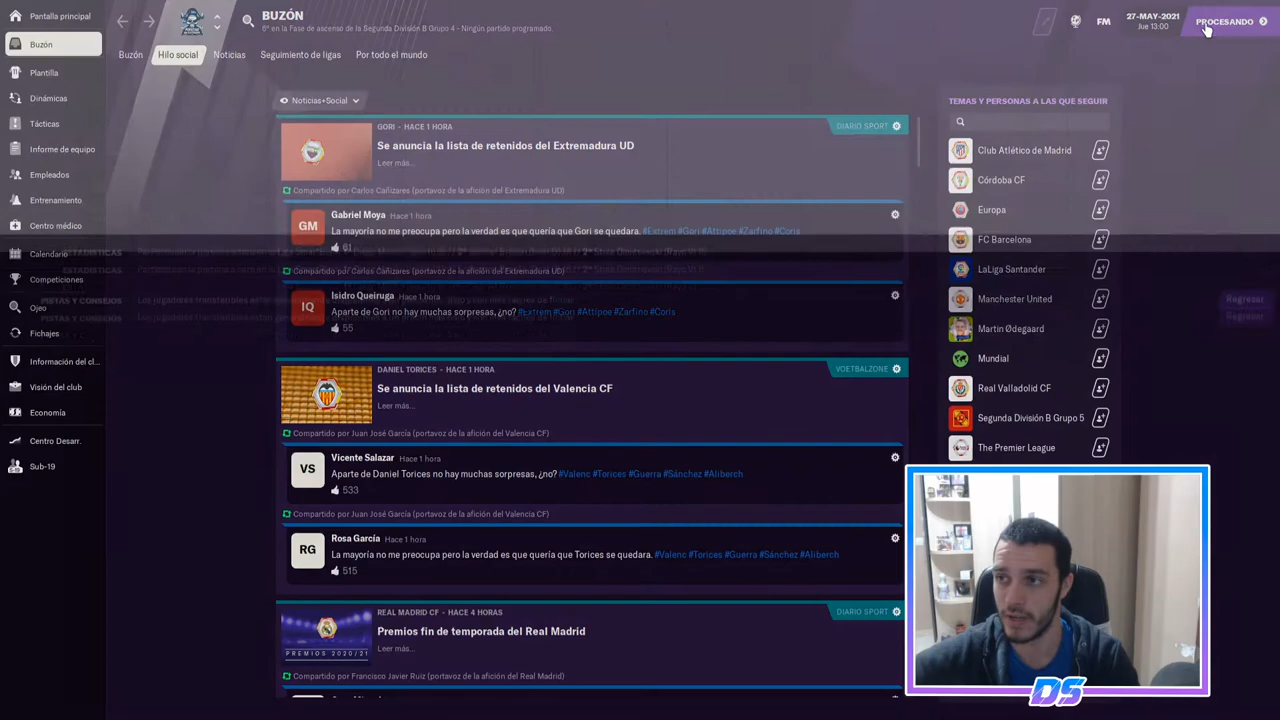 Pantalla principal
BUZÓN
6º en la Fase de ascenso de la Segunda División B Grupo 4 - Ningún partido programado.
FM
27-MAY-2021
Jue 13:00
PROCESANDO
Buzón
Buzón
Hilo social
Noticias
Seguimiento de ligas
Por todo el mundo
Plantilla
Dinámicas
Tácticas
Informe de equipo
Empleados
Entrenamiento
Centro médico
Calendario
Competiciones
Ojeo
Fichajes
Información del cl...
Visión del club
Economía
Centro Desarr.
Sub-19
ESTADÍSTICAS
ESTADÍSTICAS
PISTAS Y CONSEJOS
PISTAS Y CONSEJOS
Regresar
Regresar
Noticias+Social
GORI - HACE 1 HORA
DIARIO SPORT
Se anuncia la lista de retenidos del Extremadura UD
Leer más...
Compartido por Carlos Cañizares (portavoz de la afición del Extremadura UD)
GM
Gabriel Moya Hace 1 hora
La mayoría no me preocupa pero la verdad es que quería que Gori se quedara. #Extrem #Gori #Attipoe #Zarfino #Coris
61
Compartido por Carlos Cañizares (portavoz de la afición del Extremadura UD)
IQ
Isidro Queiruga Hace 1 hora
Aparte de Gori no hay muchas sorpresas, ¿no? #Extrem #Gori #Attipoe #Zarfino #Coris
55
DANIEL TORICES - HACE 1 HORA
VOETBALZONE
Se anuncia la lista de retenidos del Valencia CF
Leer más...
Compartido por Juan José García (portavoz de la afición del Valencia CF)
VS
Vicente Salazar Hace 1 hora
Aparte de Daniel Torices no hay muchas sorpresas, ¿no? #Valenc #Torices #Guerra #Sánchez #Aliberch
533
Compartido por Juan José García (portavoz de la afición del Valencia CF)
RG
Rosa García Hace 1 hora
La mayoría no me preocupa pero la verdad es que quería que Torices se quedara. #Valenc #Torices #Guerra #Sánchez #Aliberch
515
REAL MADRID CF - HACE 4 HORAS
DIARIO SPORT
Premios fin de temporada del Real Madrid
Leer más...
PREMIOS 2020/21
Compartido por Francisco Javier Ruiz (portavoz de la afición del Real Madrid)
TEMAS Y PERSONAS A LAS QUE SEGUIR
Club Atlético de Madrid
Córdoba CF
Europa
FC Barcelona
LaLiga Santander
Manchester United
Martin Ødegaard
Mundial
Real Valladolid CF
Segunda División B Grupo 5
The Premier League
DS